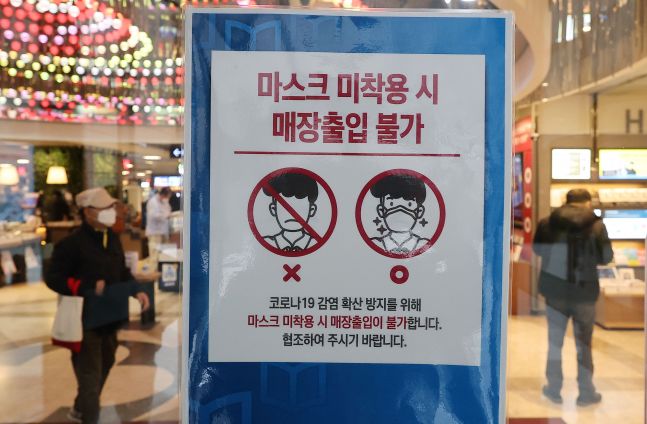 마스크 미착용 시
매장출입 불가
×
○
코로나19 감염 확산 방지를 위해
마스크 미착용 시 매장출입이 불가합니다.
협조하여 주시기 바랍니다.
H